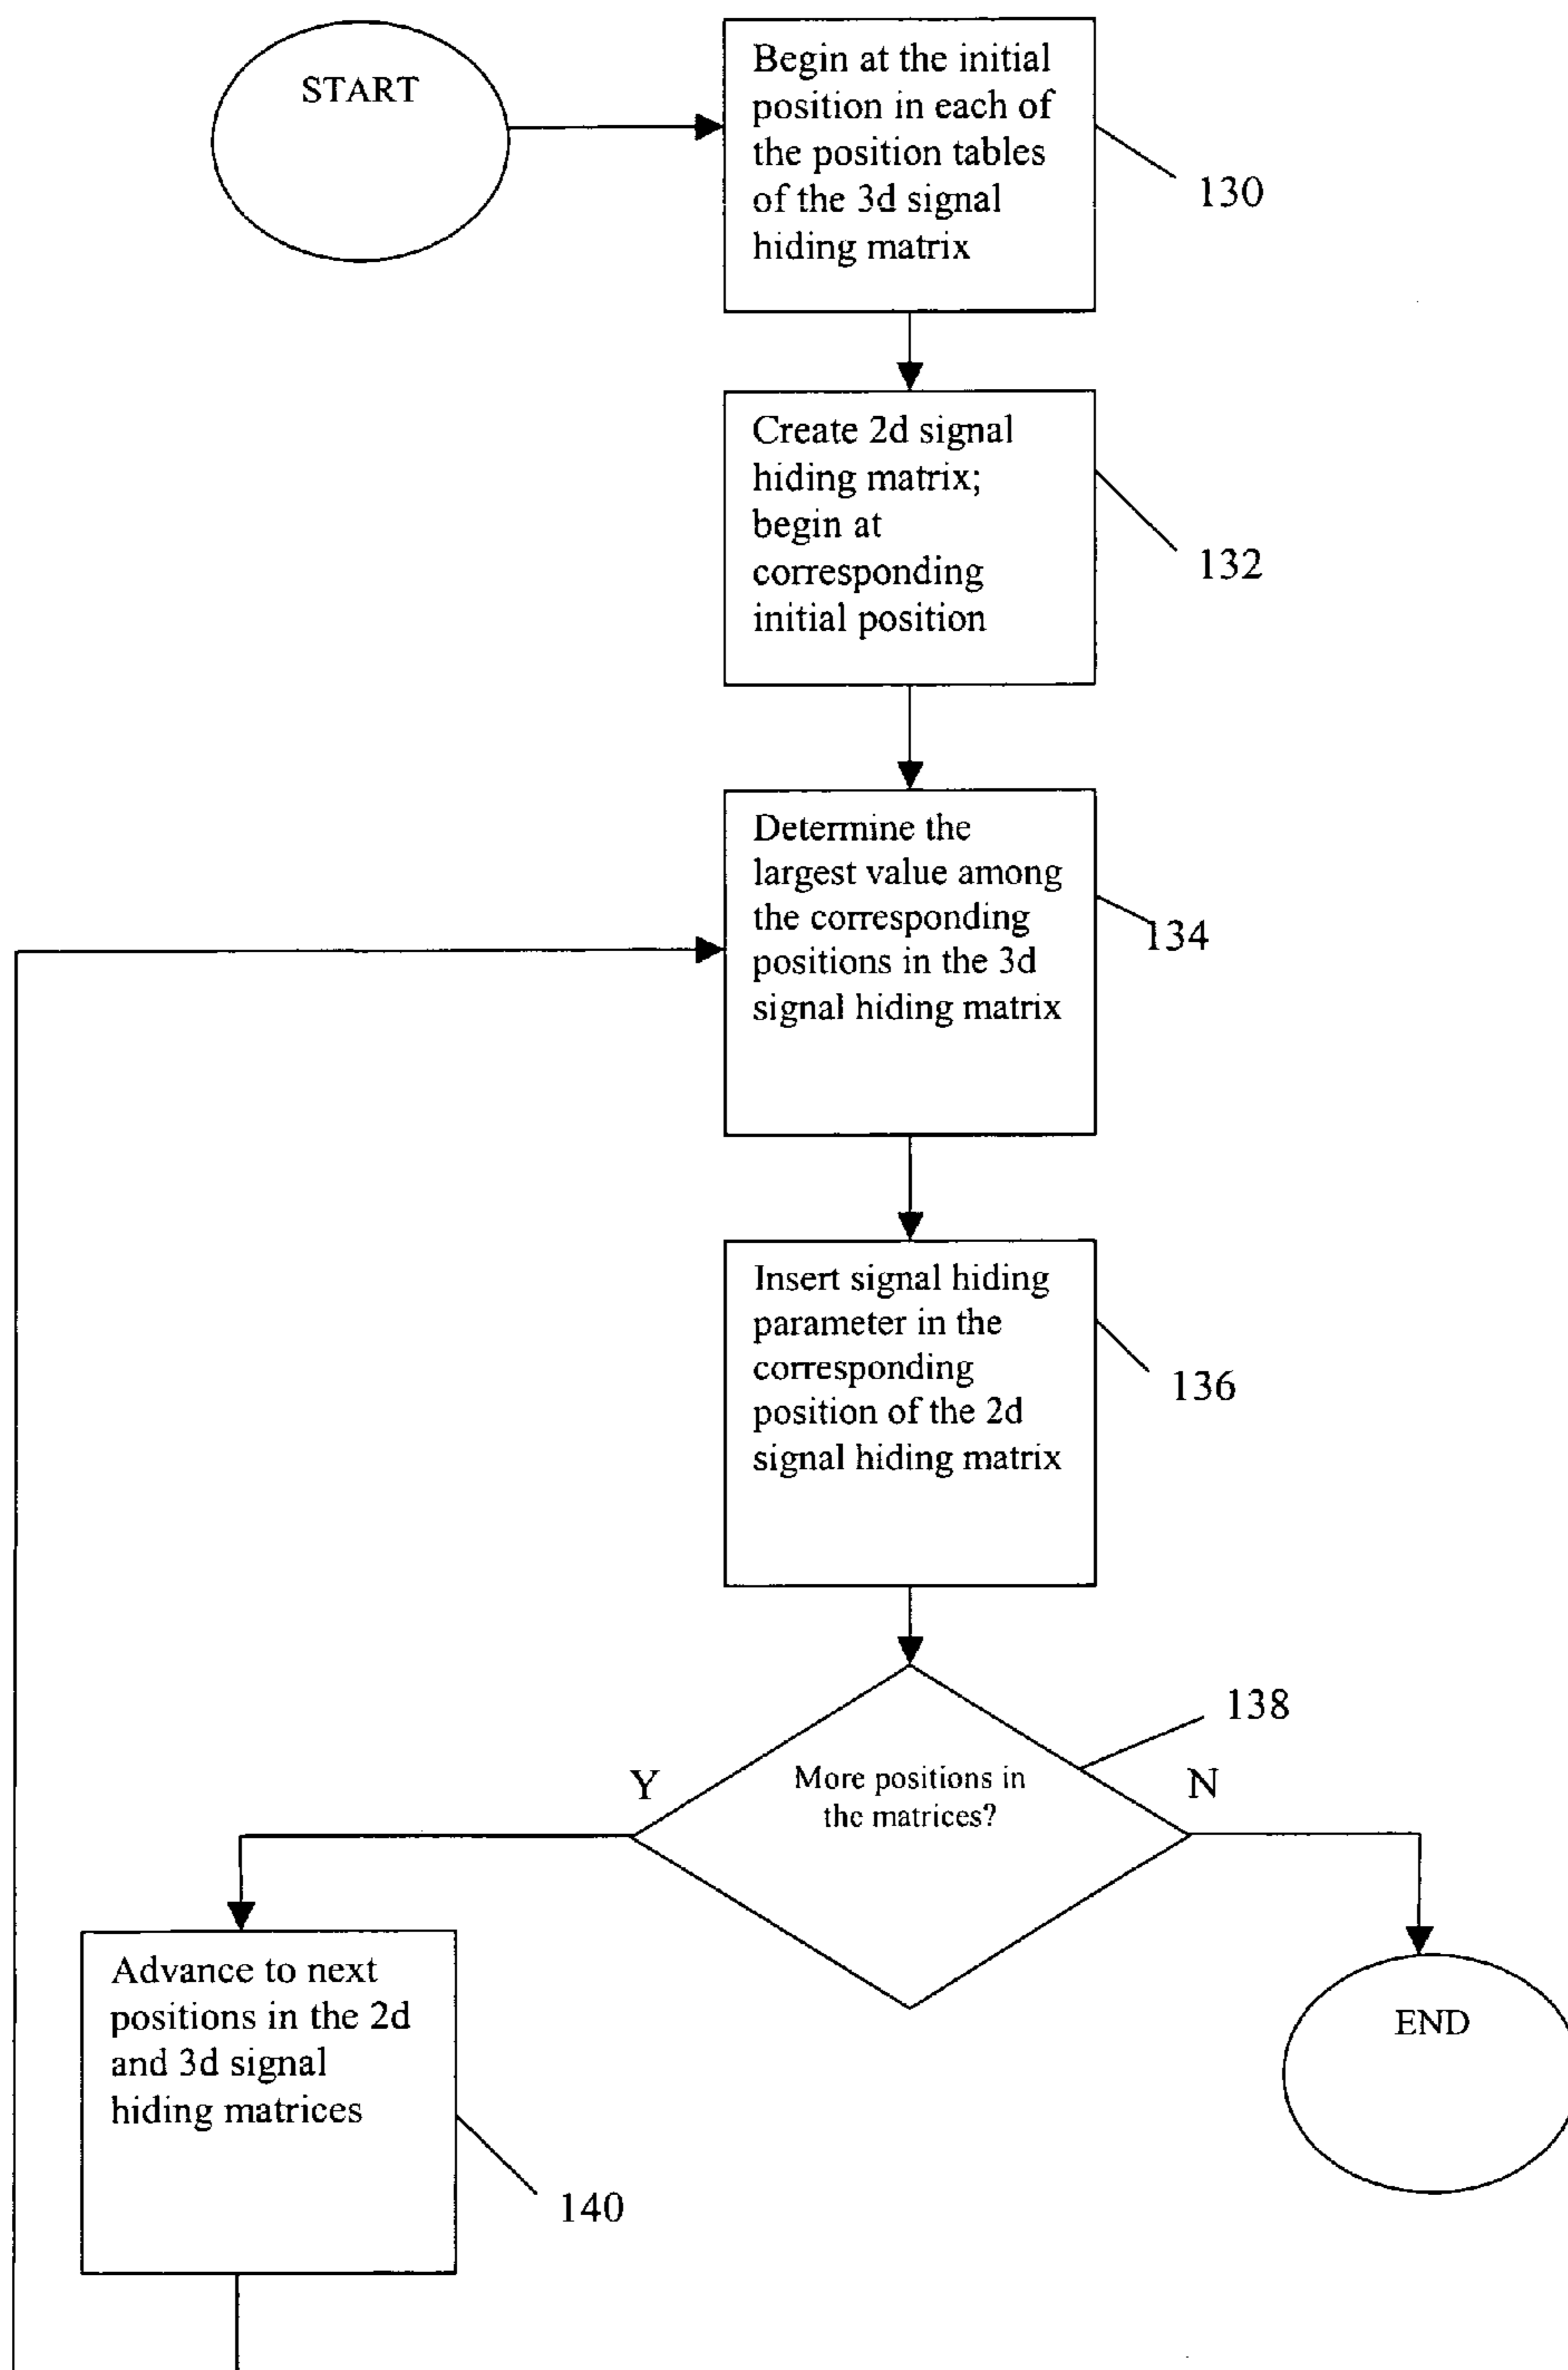 START
Begin at the initial
position in each of
the position tables
of the 3d signal
hiding matrix
130
Create 2d signal
hiding matrix;
begin at
corresponding
initial position
132
Determine the
largest value among
the corresponding
positions in the 3d
signal hiding matrix
134
Insert signal hiding
parameter in the
corresponding
position of the 2d
signal hiding matrix
136
138
Y
More positions in
the matrices?
N
Advance to next
positions in the 2d
and 3d signal
hiding matrices
140
END